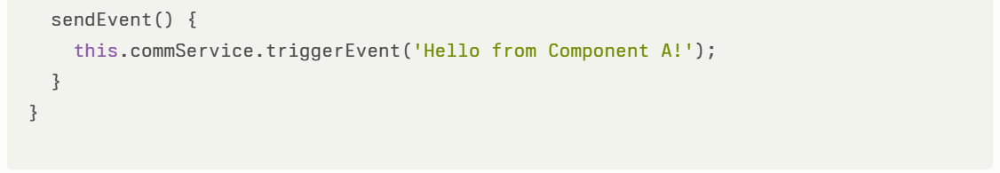 sendEvent() {
this.commService.triggerEvent('Hello from Component A!');
}
}